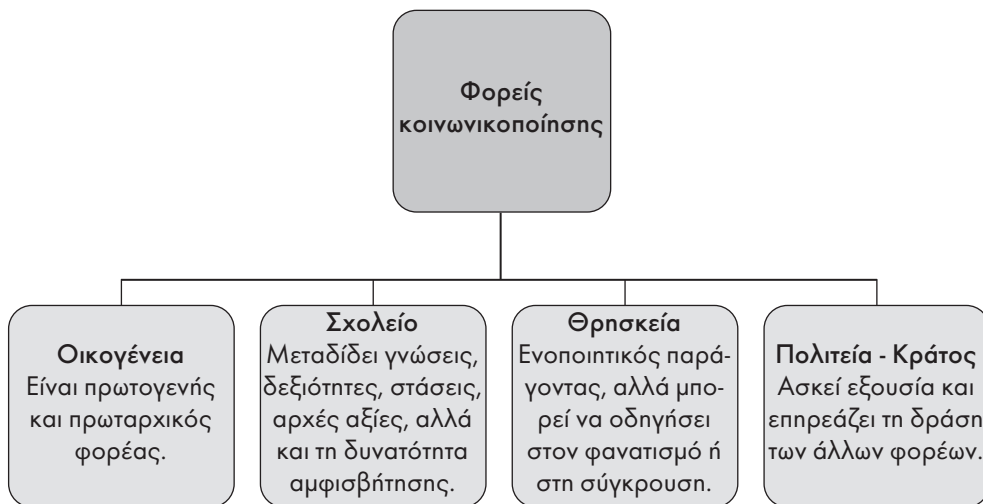 Φορείς
κοινωνικοποίησης
Οικογένεια
Είναι πρωτογενής
και πρωταρχικός
φορέας.
Σχολείο
Μεταδίδει γνώσεις,
δεξιότητες, στάσεις,
αρχές αξίες, αλλά
και τη δυνατότητα
αμφισβήτησης.
Θρησκεία
Ενοποιητικός παρά-
γοντας, αλλά μπο-
ρεί να οδηγήσει
στον φανατισμό ή
στη σύγκρουση.
Πολιτεία - Κράτος
Ασκεί εξουσία και
επηρεάζει τη δράση
των άλλων φορέων.